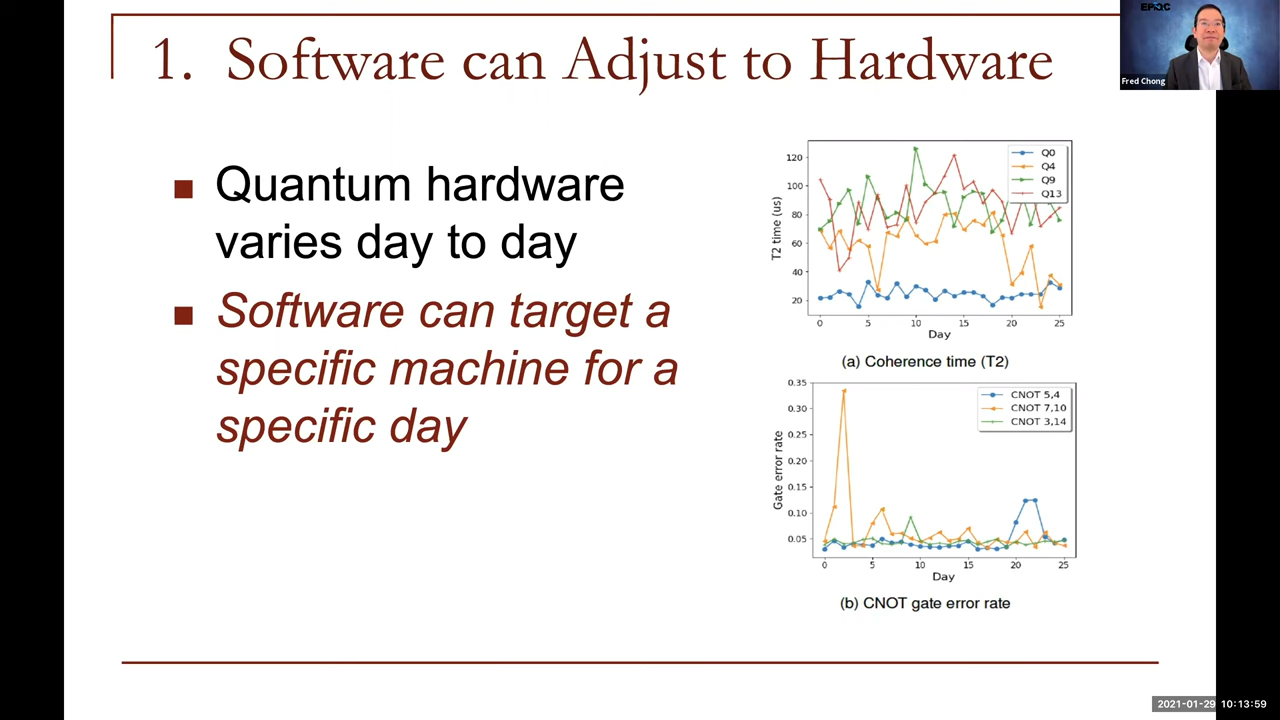 EPiQC
Fred Chong
1. Software can Adjust to Hardware
Quantum hardware
varies day to day
Software can target a
specific machine for a
specific day
120
100
80
60
40
20
T2 time (us)
Q0
Q4
Q9
Q13
0 5 10 15 20 25
Day
(a) Coherence time (T2)
0.35
0.30
0.25
0.20
0.15
0.10
0.05
Gate error rate
CNOT 5,4
CNOT 7,10
CNOT 3,14
0 5 10 15 20 25
Day
(b) CNOT gate error rate
2021-01-29 10:13:59